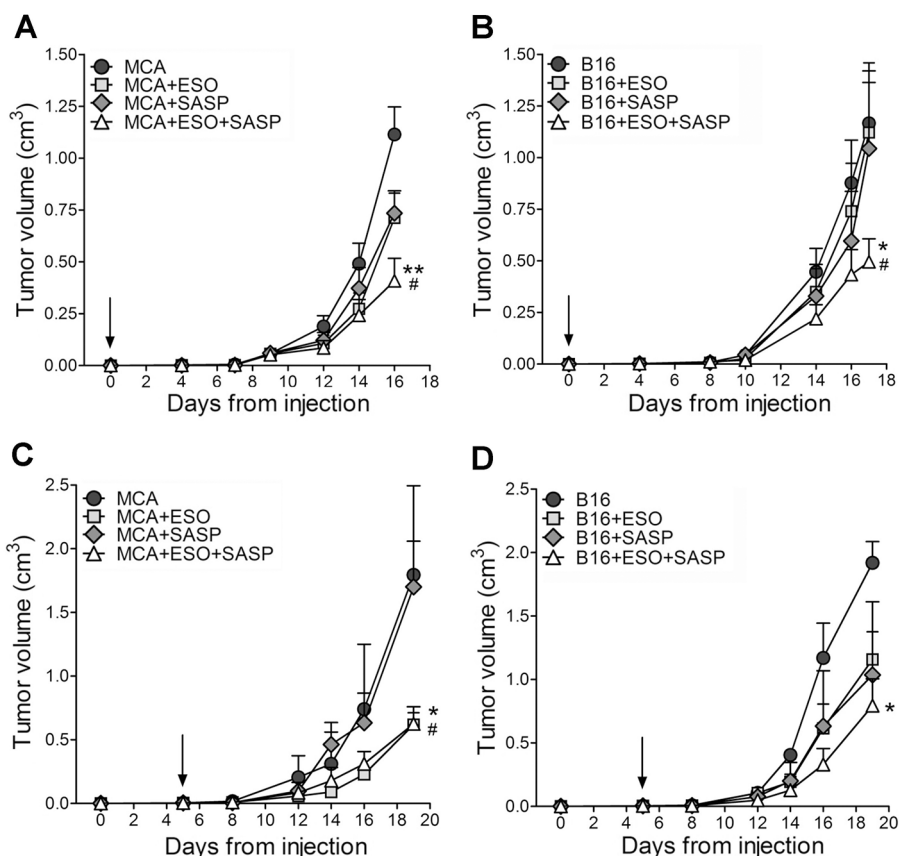 A
1.50
1.25
1.00
0.75
0.50
0.25
0.00
Tumor volume (cm3)
MCA
MCA+ESO
MCA+SASP
MCA+ESO+SASP
**
#
0 2 4 6 8 10 12 14 16 18
Days from injection
B
1.50
1.25
1.00
0.75
0.50
0.25
0.00
Tumor volume (cm3)
B16
B16+ESO
B16+SASP
B16+ESO+SASP
*
#
0 2 4 6 8 10 12 14 16 18
Days from injection
C
2.5
2.0
1.5
1.0
0.5
0.0
Tumor volume (cm3)
MCA
MCA+ESO
MCA+SASP
MCA+ESO+SASP
*
#
0 2 4 6 8 10 12 14 16 18 20
Days from injection
D
2.5
2.0
1.5
1.0
0.5
0.0
Tumor volume (cm3)
B16
B16+ESO
B16+SASP
B16+ESO+SASP
*
0 2 4 6 8 10 12 14 16 18 20
Days from injection